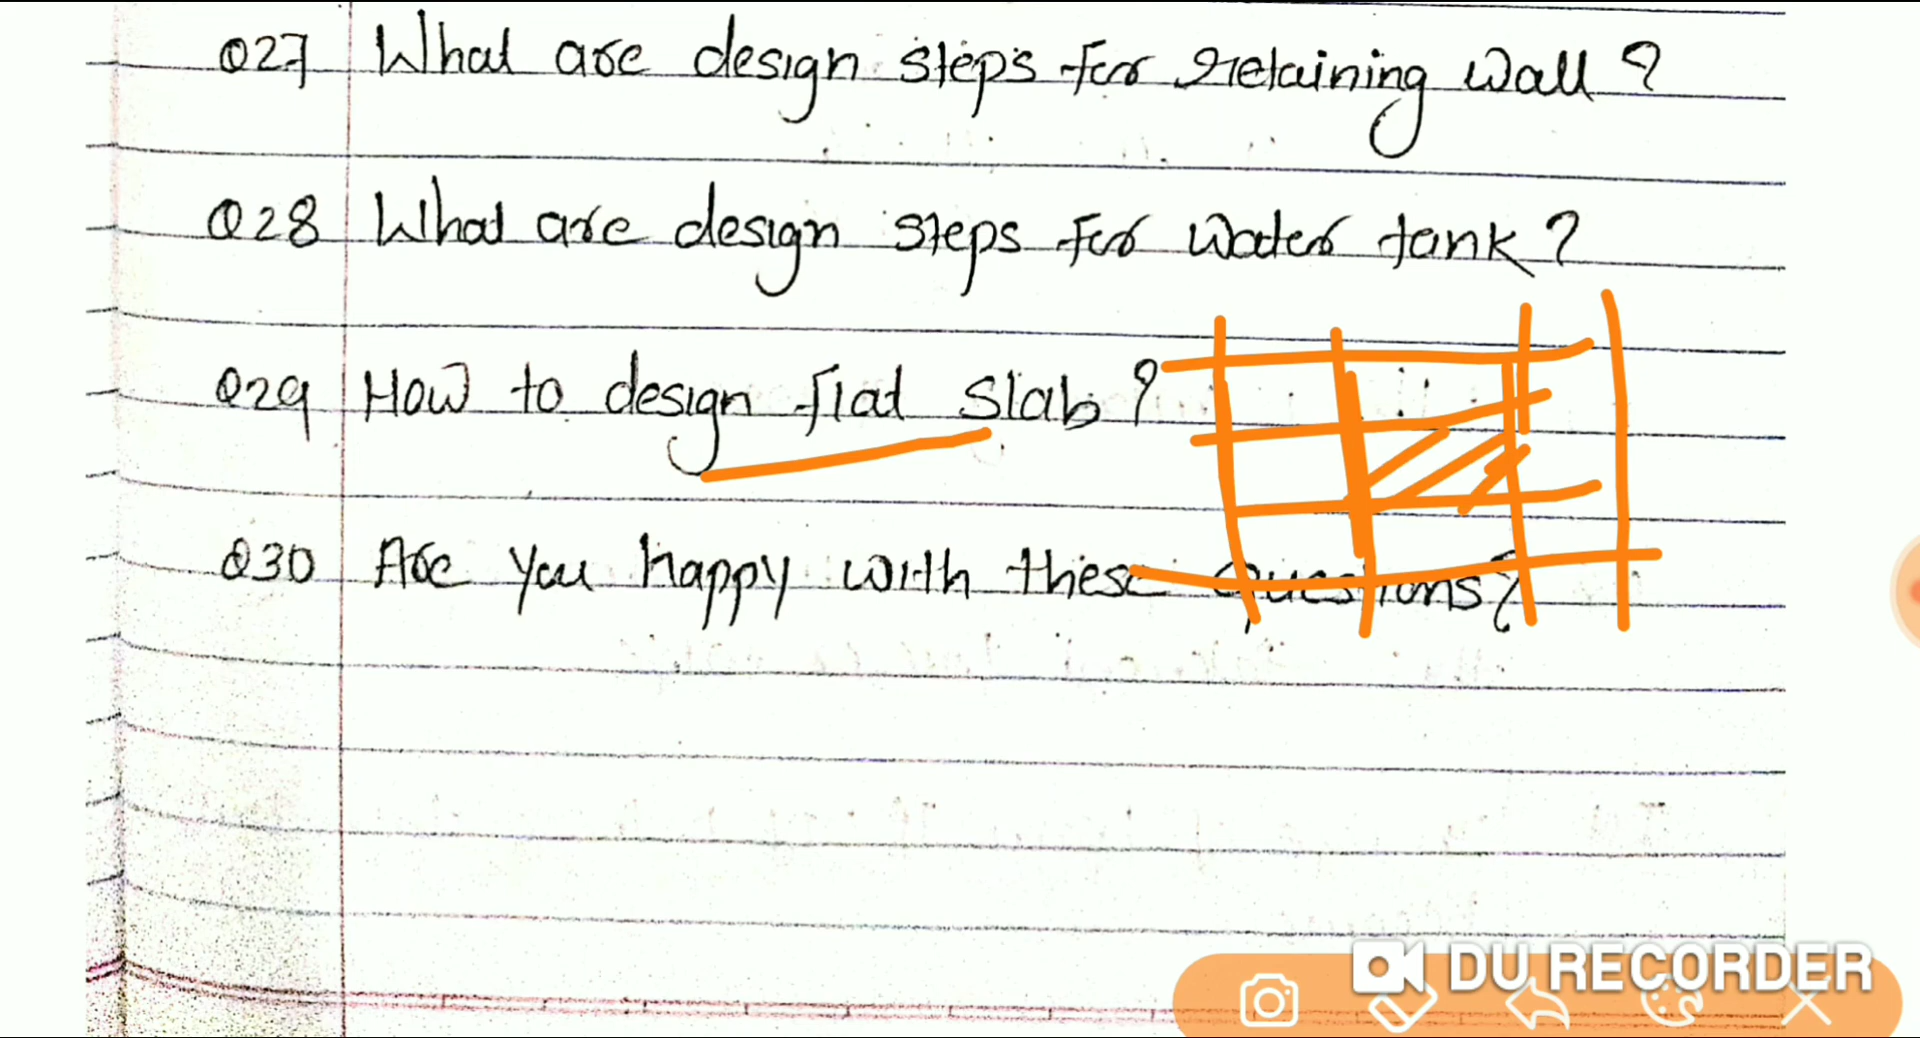 Q27 What are design steps for retaining wall?
Q28 What are design steps for water tank?
Q29 How to design flat slab?
Q30 Are you happy with these questions?
DU RECORDER